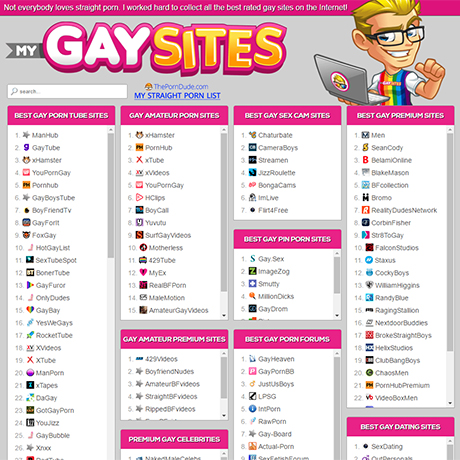 Not everybody loves straight porn. I worked hard to collect all the best rated gay sites on the Internet!
MY GAYSITES
search...
ThePornDude.com
MY STRAIGHT PORN LIST
BEST GAY PORN TUBE SITES
1. ManHub
2. GayTube
3. xHamster
4. YouPornGay
5. Pornhub
6. GayBoysTube
7. BoyFriendTv
8. GayForIt
9. FoxGay
10. HotGayList
11. SexTubeSpot
12. BonerTube
13. GayFuror
14. OnlyDudes
15. GayBay
16. YesWeGays
17. RocketTube
18. XVideos
19. XTube
20. ManPorn
21. xTapes
22. DaGay
23. GotGayPorn
24. YouJizz
25. GayBubble
26. Xnxx
GAY AMATEUR PORN SITES
1. xHamster
2. PornHub
3. xTube
4. XVideos
5. YouPornGay
6. HClips
7. BoyCall
8. Yuvutu
9. SurfGayVideos
10. Motherless
11. 429Tube
12. MyEx
13. RealBFPorn
14. MaleMotion
15. AmateurGayVideos
GAY AMATEUR PREMIUM SITES
1. 429Videos
2. BoyfriendNudes
3. AmateurBFvideos
4. StraightBFvideos
5. RippedBFvideos
PREMIUM GAY CELEBRITIES
1. NakedMaleCelebs
BEST GAY SEX CAM SITES
1. Chaturbate
2. CameraBoys
3. Streamen
4. JizzRoulette
5. BongaCams
6. ImLive
7. Flirt4Free
BEST GAY PIN PORN SITES
1. Gay.Sex
2. ImageZog
3. Smutty
4. MillionDicks
5. GayDrom
BEST GAY PORN FORUMS
1. GayHeaven
2. GayPornBB
3. JustUsBoys
4. LPSG
5. IntPorn
6. RawPorn
7. Gay-Board
8. Actual-Porn
9. SexFetishForum
BEST GAY PREMIUM SITES
1. Men
2. SeanCody
3. BelamiOnline
4. BlakeMason
5. BFcollection
6. Bromo
7. RealityDudesNetwork
8. CorbinFisher
9. Str8ToGay
10. FalconStudios
11. Staxus
12. CockyBoys
13. WilliamHiggins
14. RandyBlue
15. RagingStallion
16. NextdoorBuddies
17. BrokeStraightBoys
18. HelixStudios
19. ClubBangBoys
20. ChaosMen
21. PornHubPremium
22. VideoBoxMen
BEST GAY DATING SITES
1. SexDating
2. OutPersonals